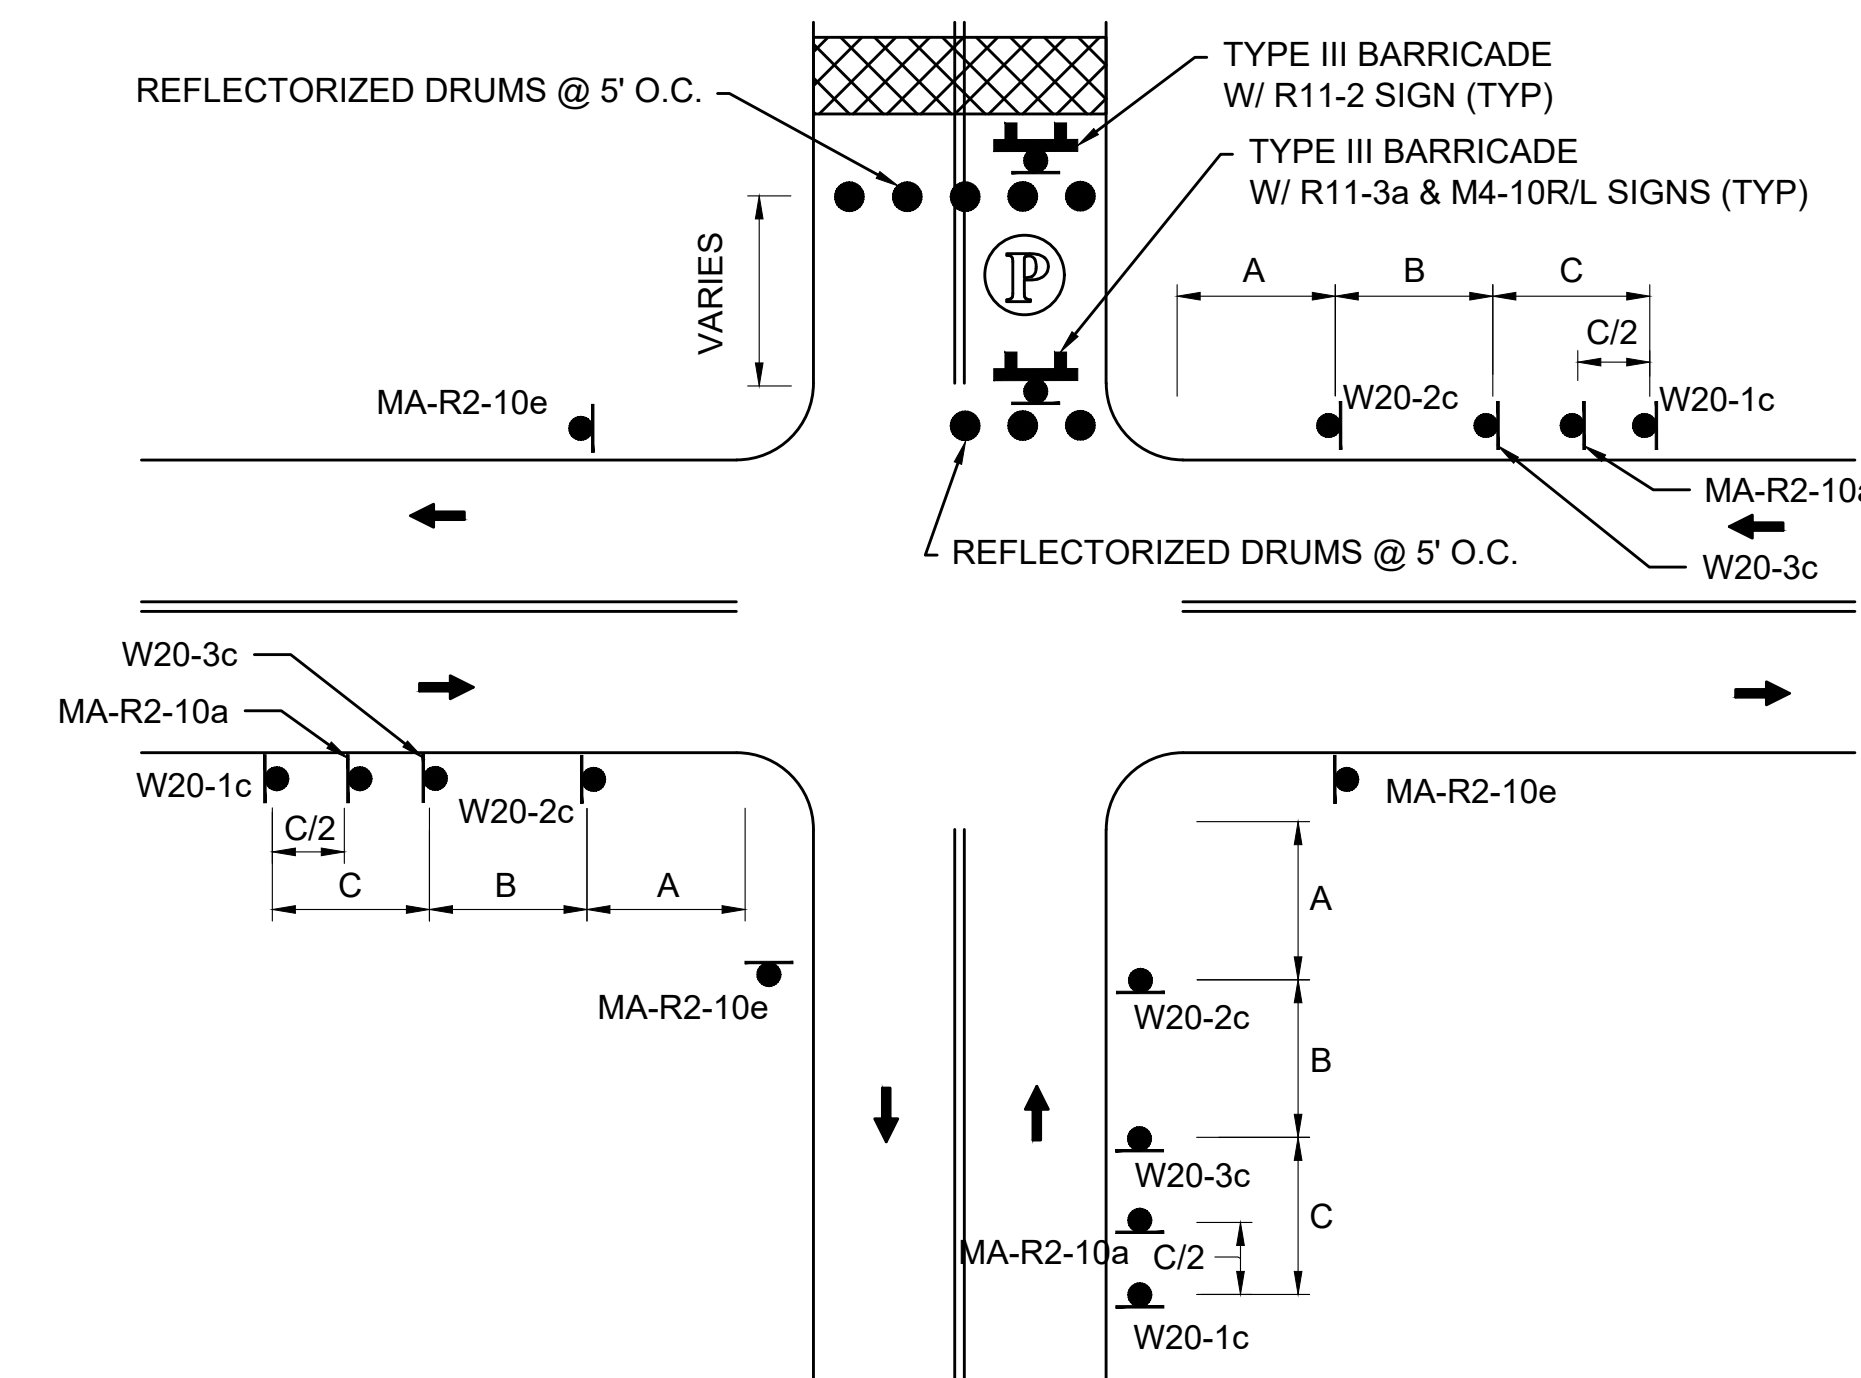 TYPE III BARRICADE
W/ R11-2 SIGN (TYP)
REFLECTORIZED DRUMS @ 5' O.C.
TYPE III BARRICADE
W/ R11-3a & M4-10R/L SIGNS (TYP)
VARIES
P
A
B
C
C/2
MA-R2-10e
W20-2c
W20-1c
MA-R2-10a
REFLECTORIZED DRUMS @ 5' O.C.
W20-3c
W20-3c
MA-R2-10a
W20-1c
W20-2c
MA-R2-10e
C/2
C
B
A
A
MA-R2-10e
W20-2c
B
W20-3c
C
MA-R2-10a
C/2
W20-1c